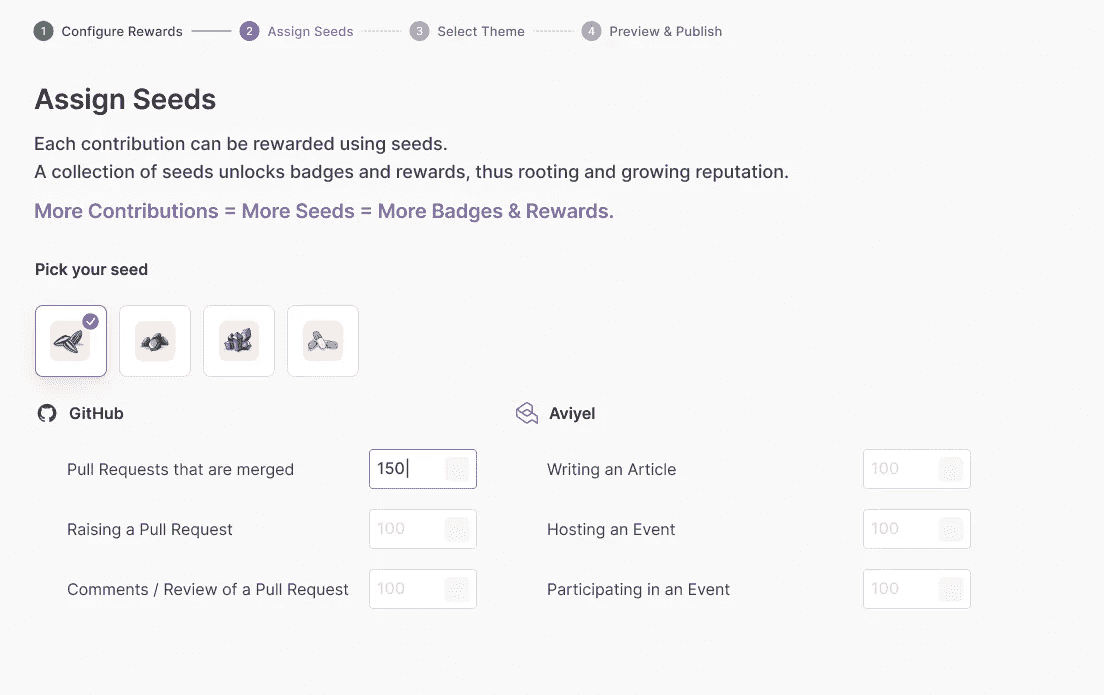 1 Configure Rewards 2 Assign Seeds 3 Select Theme 4 Preview & Publish
Assign Seeds
Each contribution can be rewarded using seeds.
A collection of seeds unlocks badges and rewards, thus rooting and growing reputation.
More Contributions = More Seeds = More Badges & Rewards.
Pick your seed
GitHub
Pull Requests that are merged 150
Raising a Pull Request 100
Comments / Review of a Pull Request 100
Aviyel
Writing an Article 100
Hosting an Event 100
Participating in an Event 100